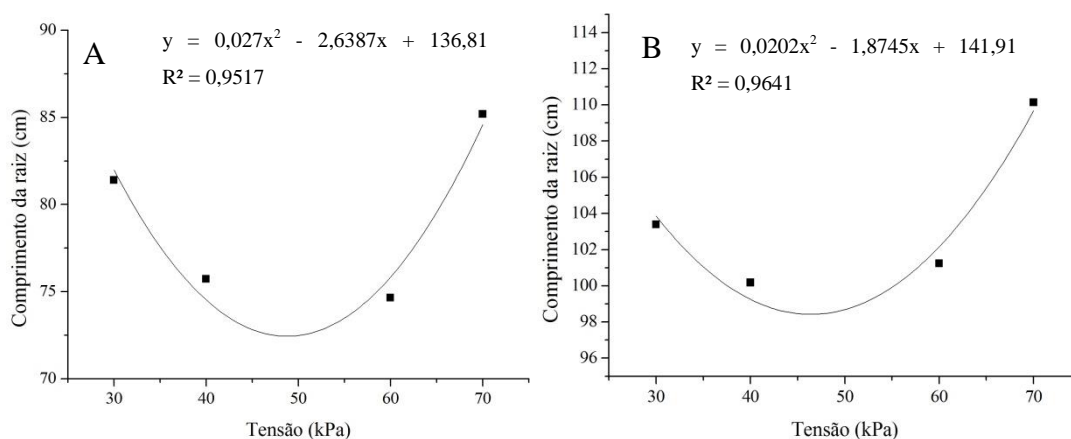 A
y = 0,027x² - 2,6387x + 136,81
R² = 0,9517
Comprimento da raiz (cm)
90
85
80
75
70
30 40 50 60 70
Tensão (kPa)
B
y = 0,0202x² - 1,8745x + 141,91
R² = 0,9641
Comprimento da raiz (cm)
114
112
110
108
106
104
102
100
98
96
30 40 50 60 70
Tensão (kPa)